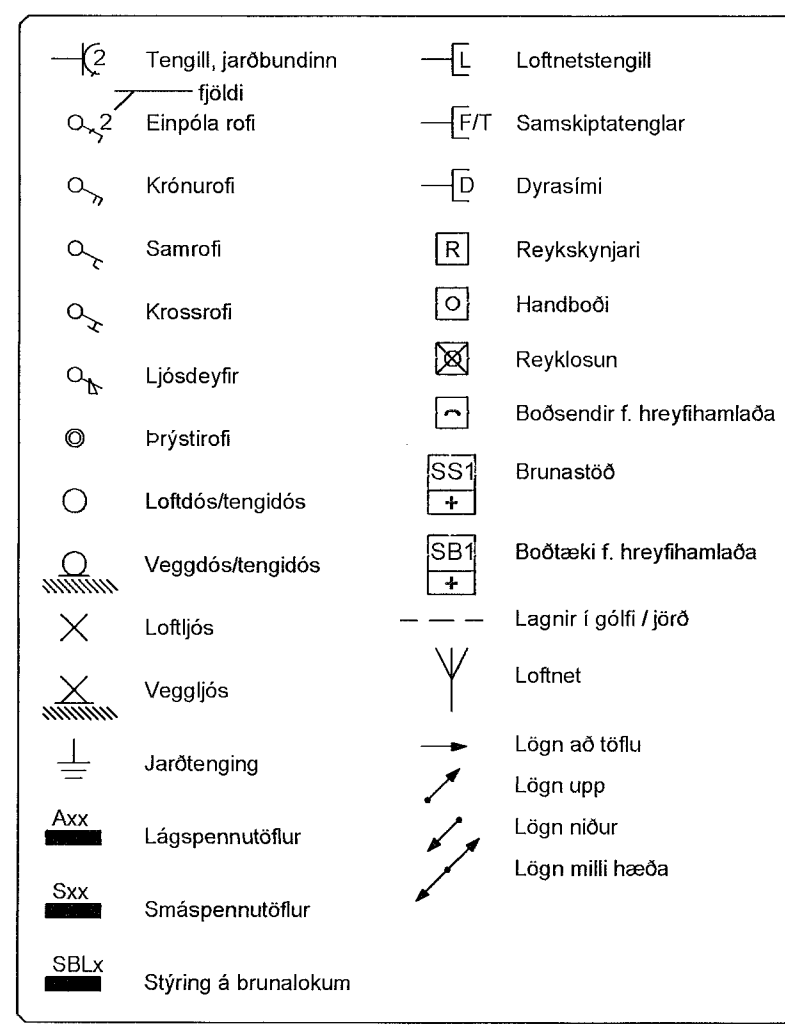 2 Tengill, jarðbundinn
fjöldi
2 Einpóla rofi
Krónurofi
Samrofi
Krossrofi
Ljósdeyfir
Þrýstirofi
Loftdós/tengidós
Veggdós/tengidós
Loftljós
Veggljós
Jarðtenging
Axx
Lágspennutöflur
Sxx
Smáspennutöflur
SBLx
Stýring á brunalokum
L Loftnetstengill
F/T Samskiptatenglar
D Dyrasími
R Reykskynjari
Handboði
Reyklosun
Boðsendir f. hreyfihamlaða
SS1 Brunastöð
+
SB1 Boðtæki f. hreyfihamlaða
+
Lagnir í gólfi / jörð
Loftnet
Lögn að töflu
Lögn upp
Lögn niður
Lögn milli hæða